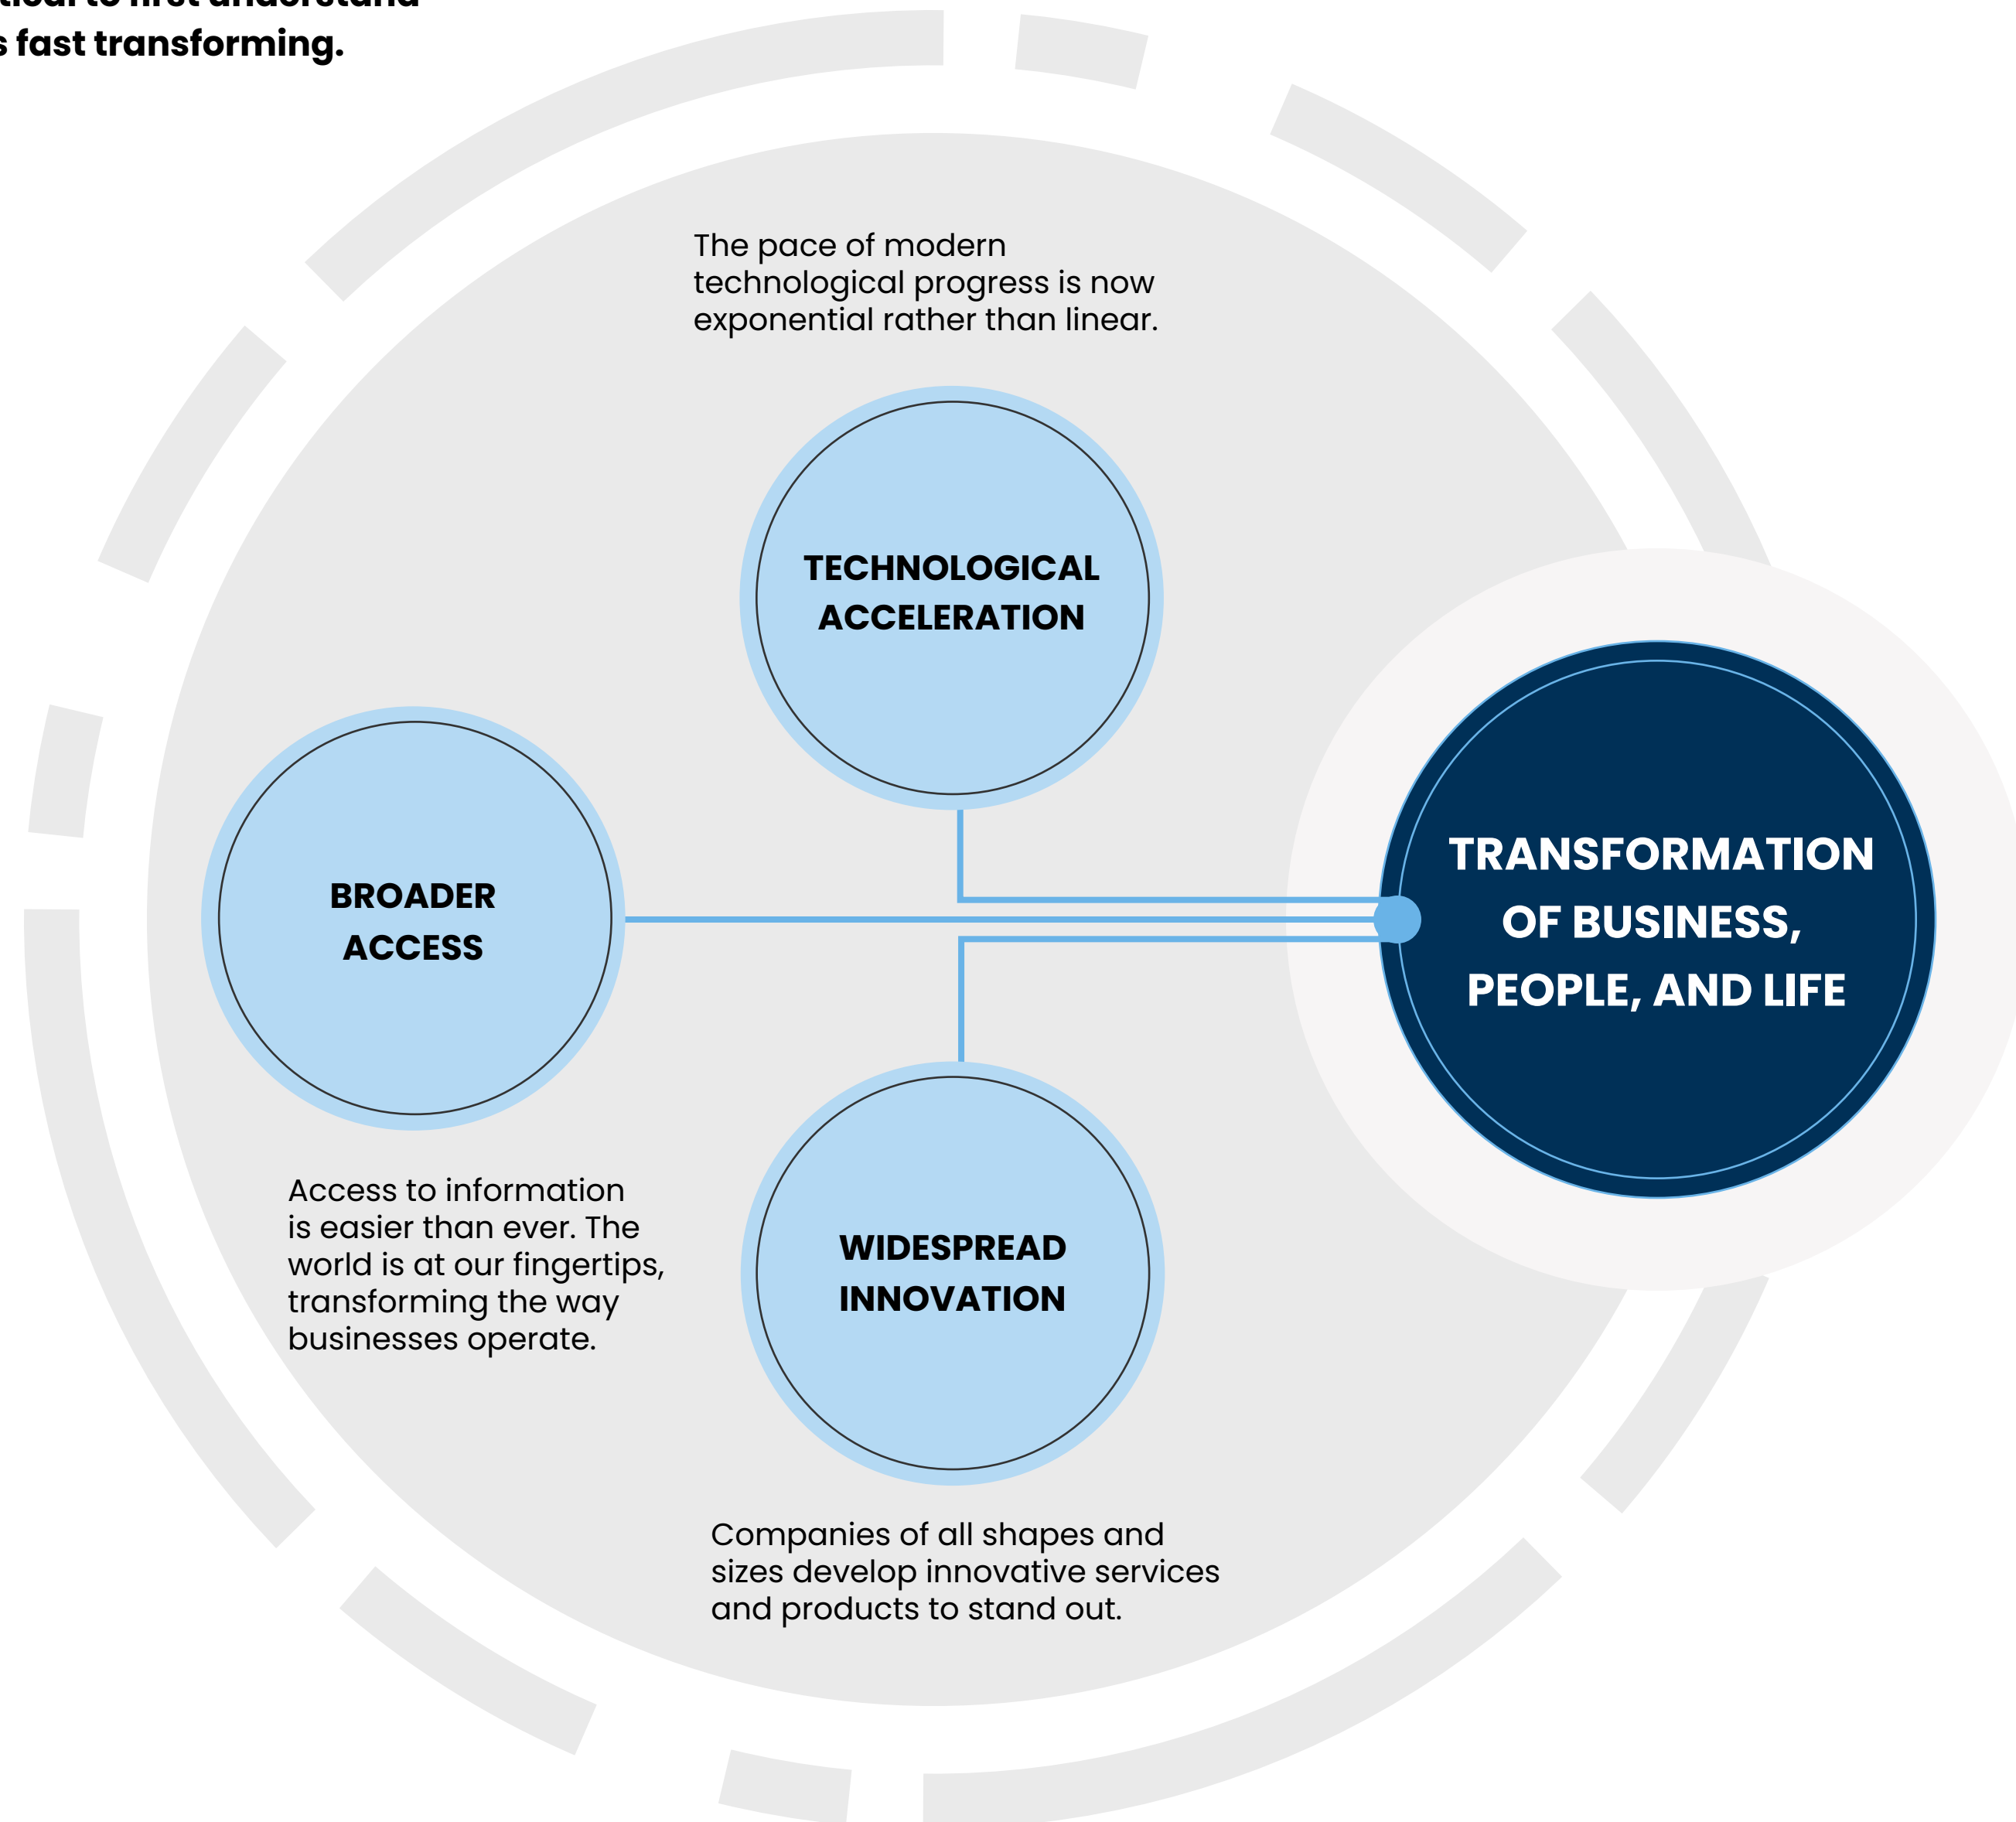 to first understand
fast transforming.
The pace of modern
technological progress is now
exponential rather than linear.
TECHNOLOGICAL
ACCELERATION
BROADER
ACCESS
TRANSFORMATION
OF BUSINESS,
PEOPLE, AND LIFE
Access to information
is easier than ever. The
world is at our fingertips,
transforming the way
businesses operate.
WIDESPREAD
INNOVATION
Companies of all shapes and
sizes develop innovative services
and products to stand out.